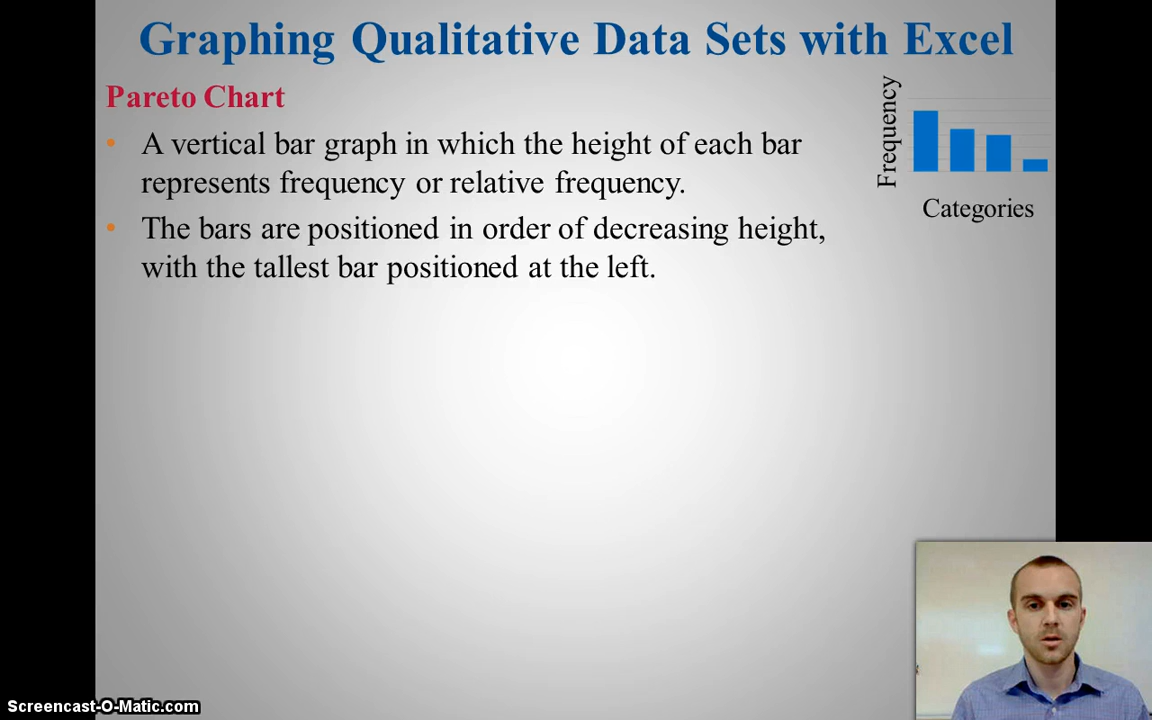 Graphing Qualitative Data Sets with Excel
Pareto Chart
• A vertical bar graph in which the height of each bar
represents frequency or relative frequency.
• The bars are positioned in order of decreasing height,
with the tallest bar positioned at the left.
Frequency
Categories
Screencast-O-Matic.com